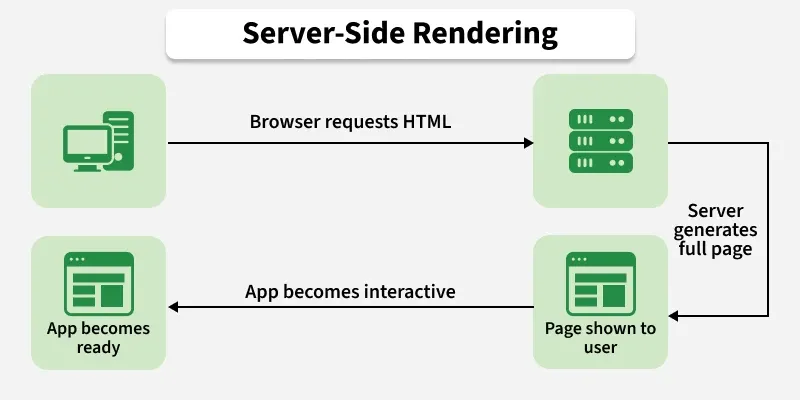 Server-Side Rendering
Browser requests HTML
Server
generates
full page
App becomes interactive
App becomes
ready
Page shown to
user